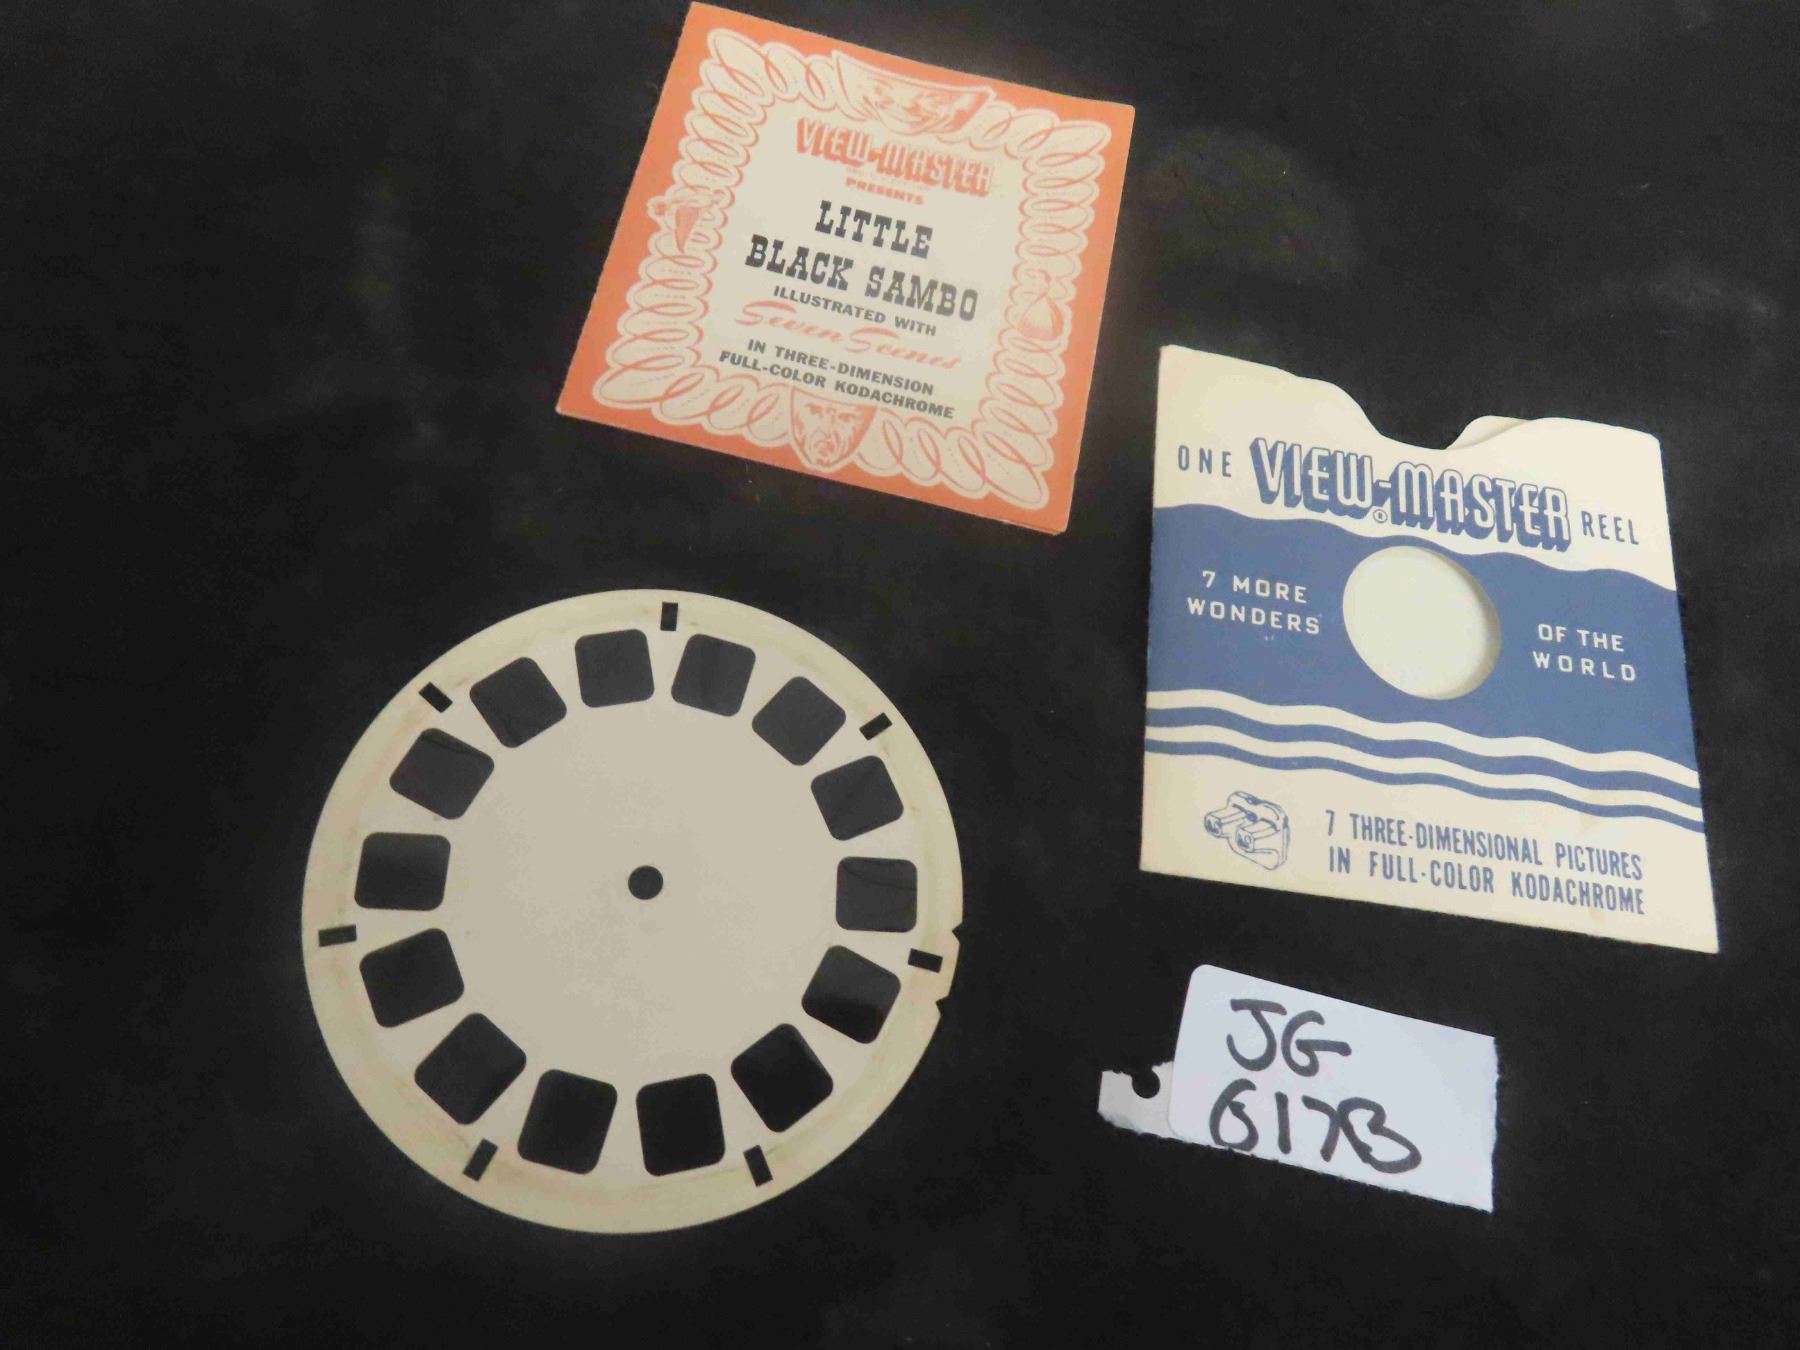 VIEW-MASTER
PRESENTS
LITTLE
BLACK SAMBO
ILLUSTRATED WITH
Seven Scenes
IN THREE-DIMENSION
FULL-COLOR KODACHROME
ONE VIEW-MASTER® REEL
7 MORE
WONDERS
OF THE
WORLD
7 THREE-DIMENSIONAL PICTURES
IN FULL-COLOR KODACHROME
JG
617B